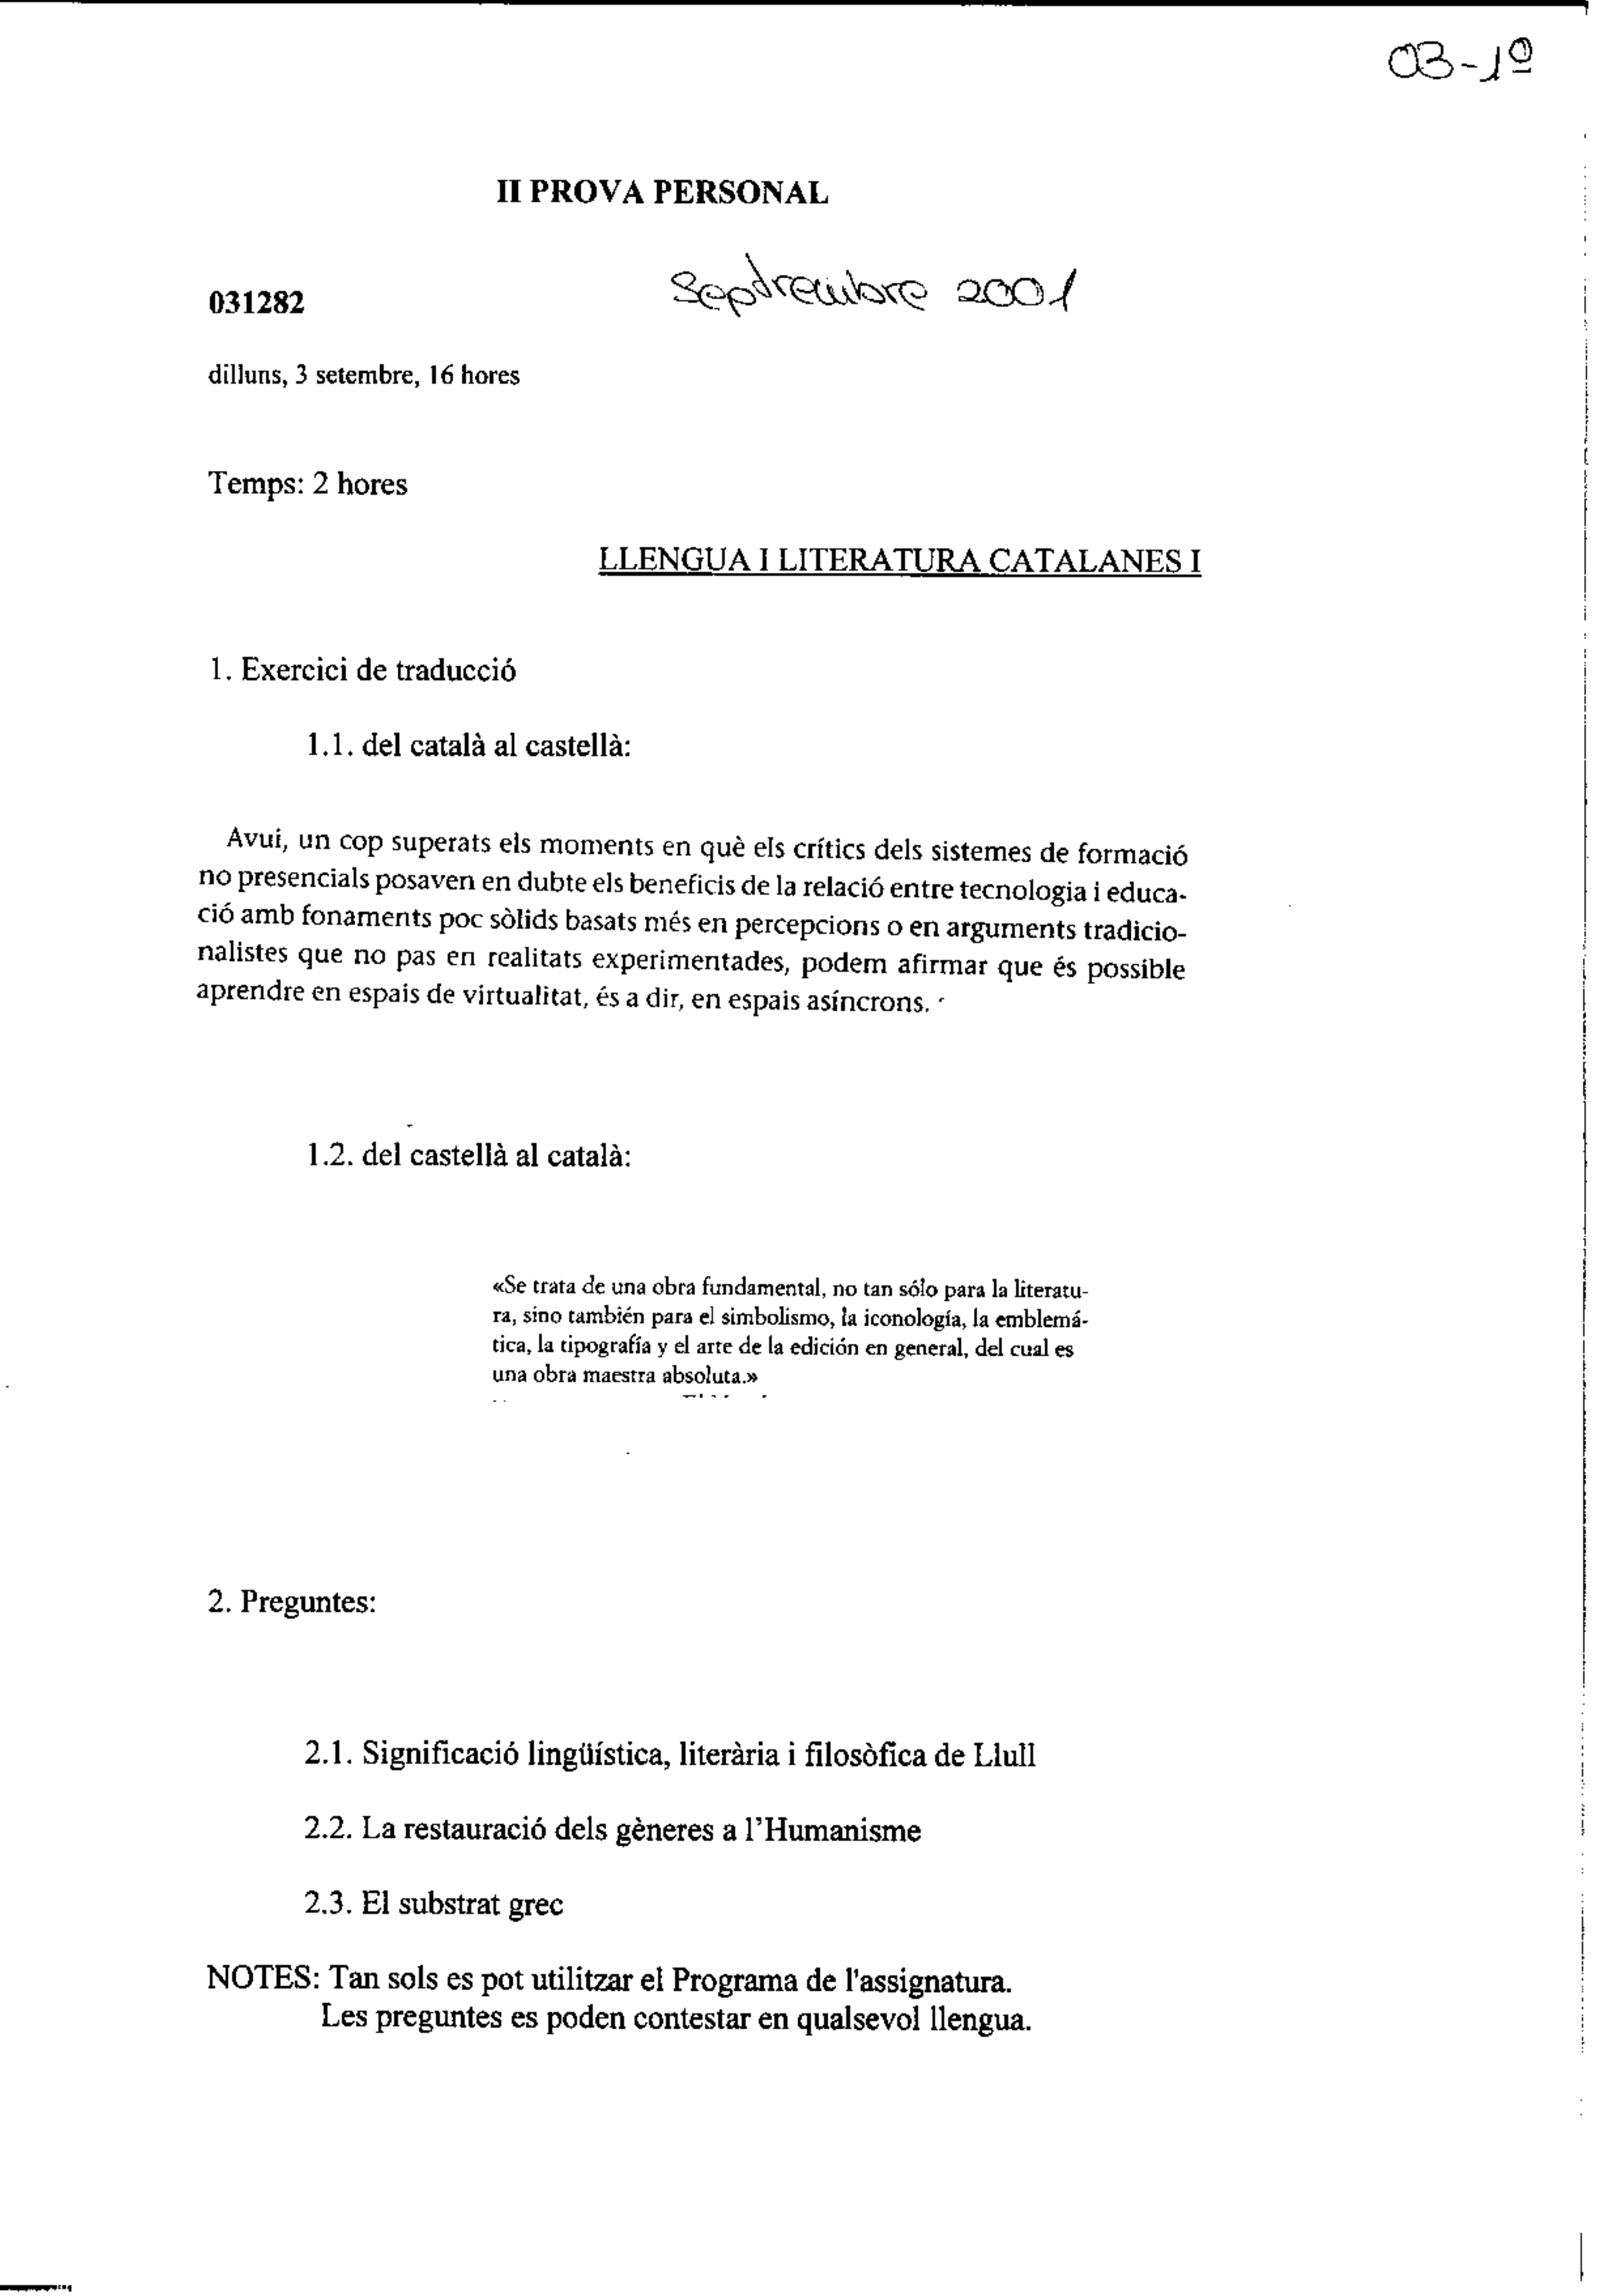 03-1º
II PROVA PERSONAL
Septiembre 2001
031282
dilluns, 3 setembre, 16 hores
Temps: 2 hores
LLENGUA I LITERATURA CATALANES I
1. Exercici de traducció
1.1. del català al castellà:
Avui, un cop superats els moments en què els crítics dels sistemes de formació
no presencials posaven en dubte els beneficis de la relació entre tecnologia i educa-
ció amb fonaments poc sòlids basats més en percepcions o en arguments tradicio-
nalistes que no pas en realitats experimentades, podem afirmar que és possible
aprendre en espais de virtualitat, és a dir, en espais asíncrons.
1.2. del castellà al català:
«Se trata de una obra fundamental, no tan sólo para la literatu-
ra, sino también para el simbolismo, la iconología, la emblemá-
tica, la tipografía y el arte de la edición en general, del cual es
una obra maestra absoluta.»
2. Preguntes:
2.1. Significació lingüística, literària i filosòfica de Llull
2.2. La restauració dels gèneres a l'Humanisme
2.3. El substrat grec
NOTES: Tan sols es pot utilitzar el Programa de l'assignatura.
Les preguntes es poden contestar en qualsevol llengua.